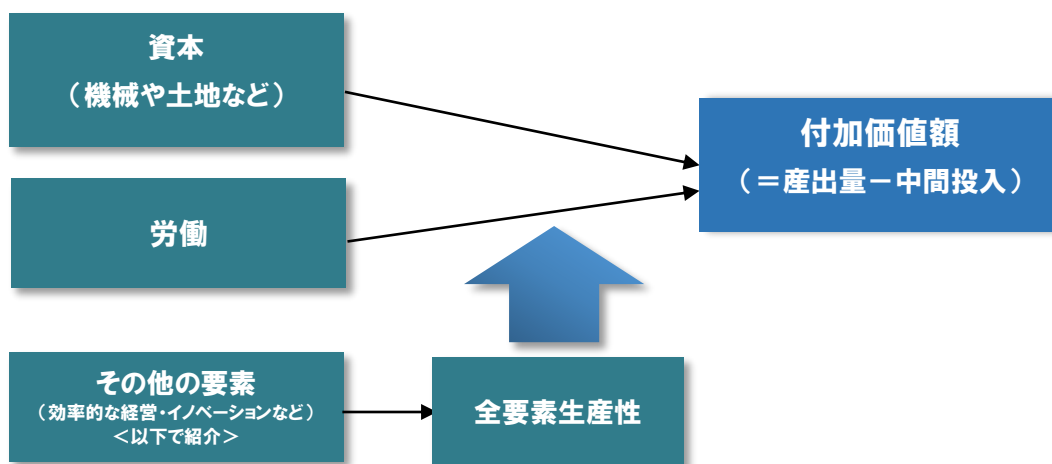 資本
（機械や土地など）
付加価値額
（＝産出量－中間投入）
労働
その他の要素
（効率的な経営・イノベーションなど）
＜以下で紹介＞
全要素生産性